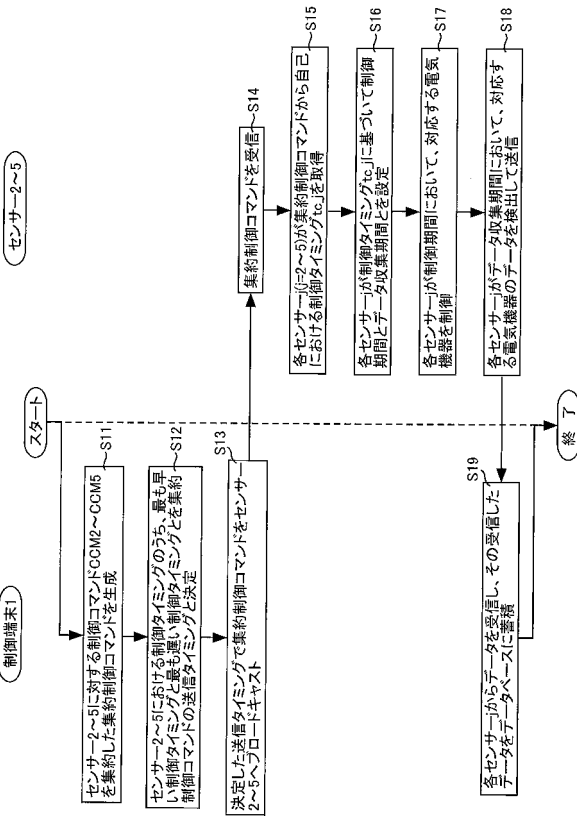 制御端末1
センサー2～5
スタート
S11
センサー2～5に対する制御コマンドCCM2～CCM5
を集約した集約制御コマンドを生成
S12
センサー2～5における制御タイミングのうち、最も早
い制御タイミングと最も遅い制御タイミングとを集約
制御コマンドの送信タイミングと決定
S13
決定した送信タイミングで集約制御コマンドをセンサー
2～5へブロードキャスト
S14
集約制御コマンドを受信
S15
各センサーj(j=2～5)が集約制御コマンドから自己
における制御タイミングtc_jを取得
S16
各センサーjが制御タイミングtc_jに基づいて制御
期間とデータ収集期間とを設定
S17
各センサーjが制御期間において、対応する電気
機器を制御
S18
各センサーjがデータ収集期間において、対応す
る電気機器のデータを検出して送信
S19
各センサーjからデータを受信し、その受信した
データをデータベースに蓄積
終 了